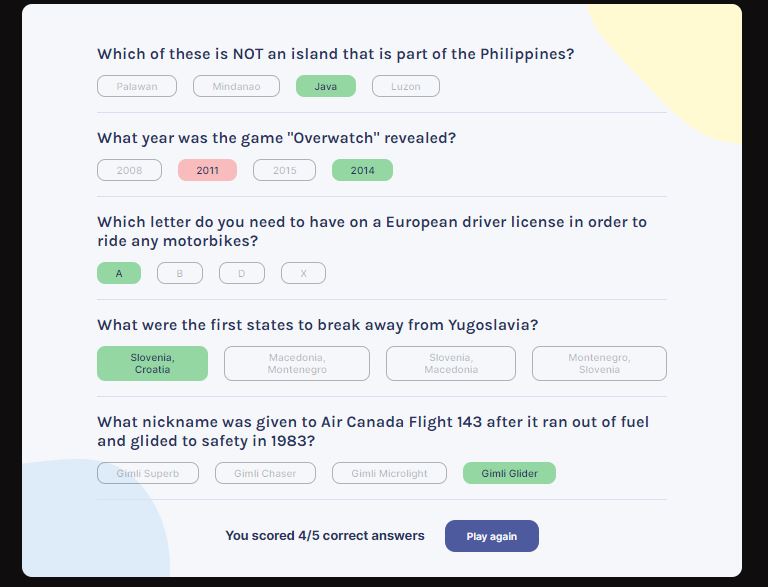 Which of these is NOT an island that is part of the Philippines?
Palawan Mindanao Java Luzon
What year was the game "Overwatch" revealed?
2008 2011 2015 2014
Which letter do you need to have on a European driver license in order to
ride any motorbikes?
A B D X
What were the first states to break away from Yugoslavia?
Slovenia, Macedonia, Slovenia, Montenegro,
Croatia Montenegro Macedonia Slovenia
What nickname was given to Air Canada Flight 143 after it ran out of fuel
and glided to safety in 1983?
Gimli Superb Gimli Chaser Gimli Microlight Gimli Glider
You scored 4/5 correct answers Play again